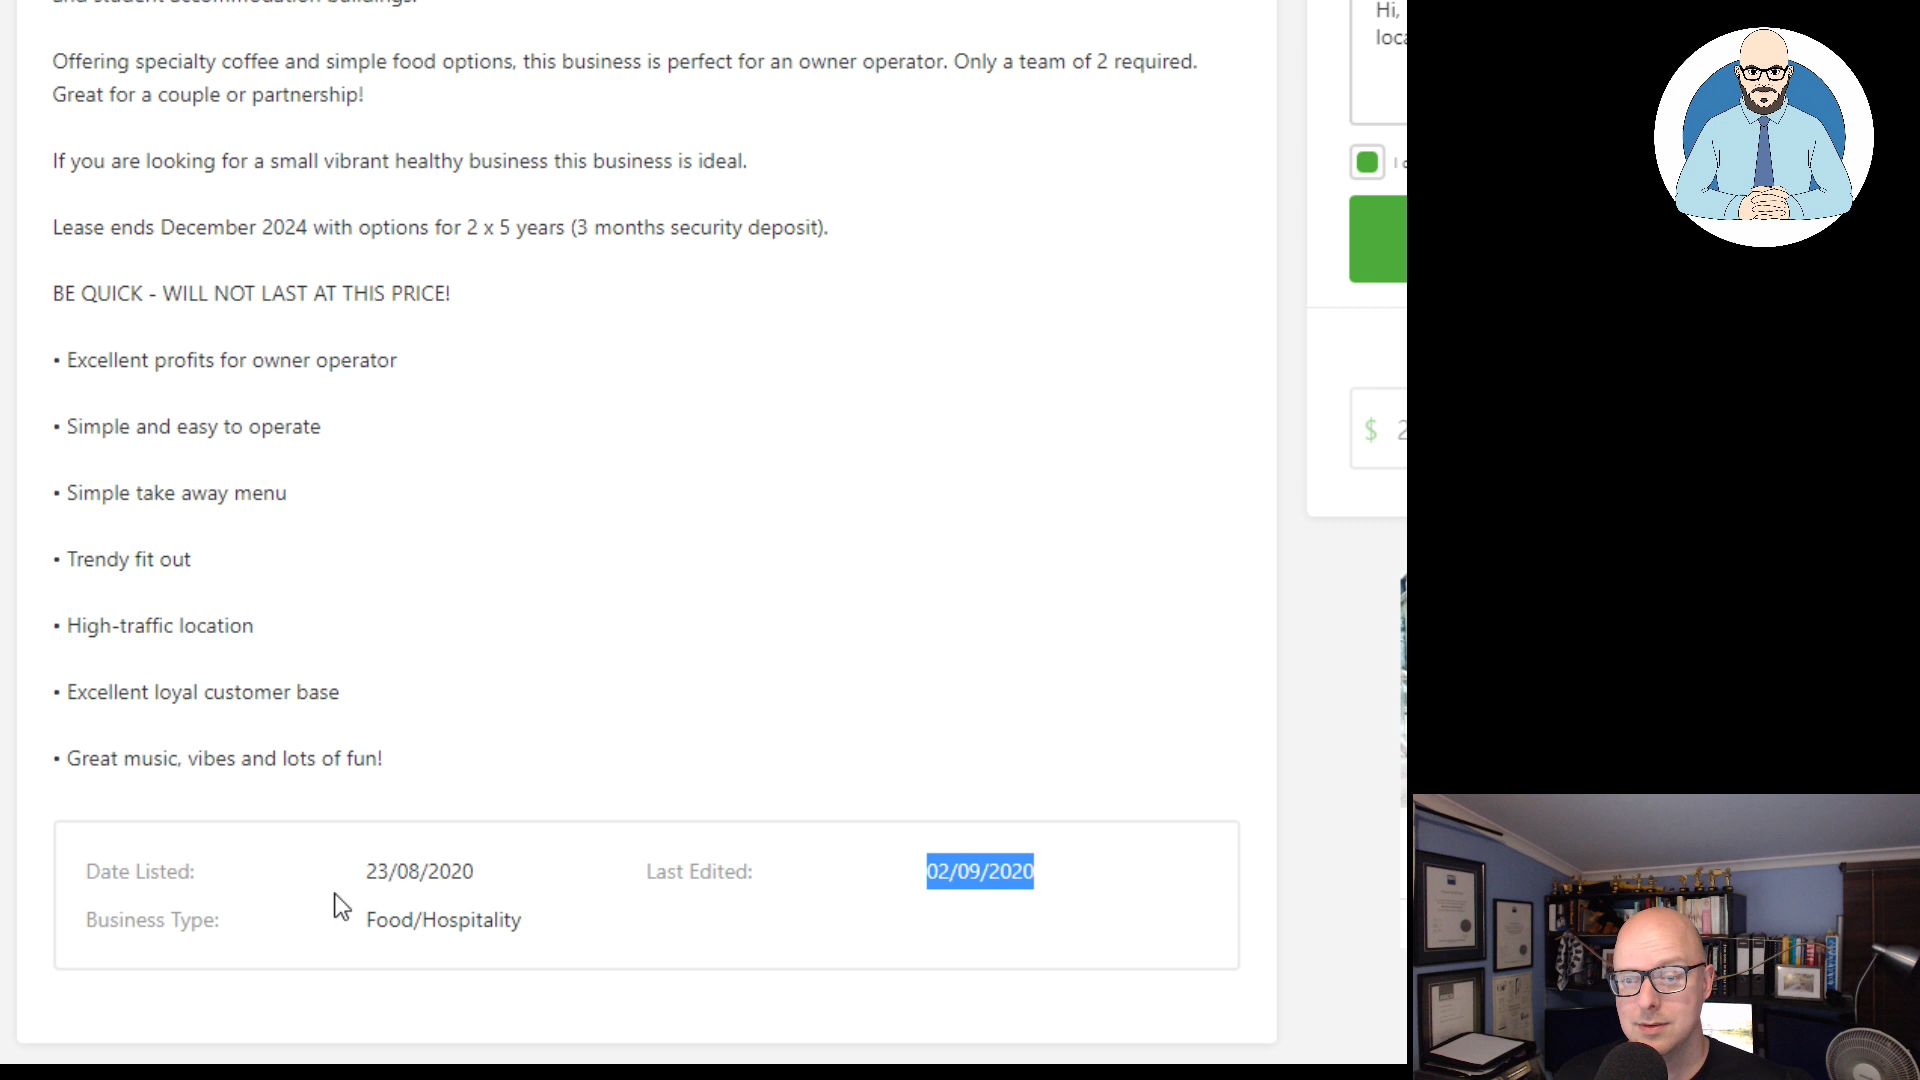 Offering specialty coffee and simple food options, this business is perfect for an owner operator. Only a team of 2 required.
Great for a couple or partnership!
If you are looking for a small vibrant healthy business this business is ideal.
Lease ends December 2024 with options for 2 x 5 years (3 months security deposit).
BE QUICK - WILL NOT LAST AT THIS PRICE!
• Excellent profits for owner operator
• Simple and easy to operate
• Simple take away menu
• Trendy fit out
• High-traffic location
• Excellent loyal customer base
• Great music, vibes and lots of fun!
Date Listed: 23/08/2020 Last Edited: 02/09/2020
Business Type: Food/Hospitality
Hi,
$ 2